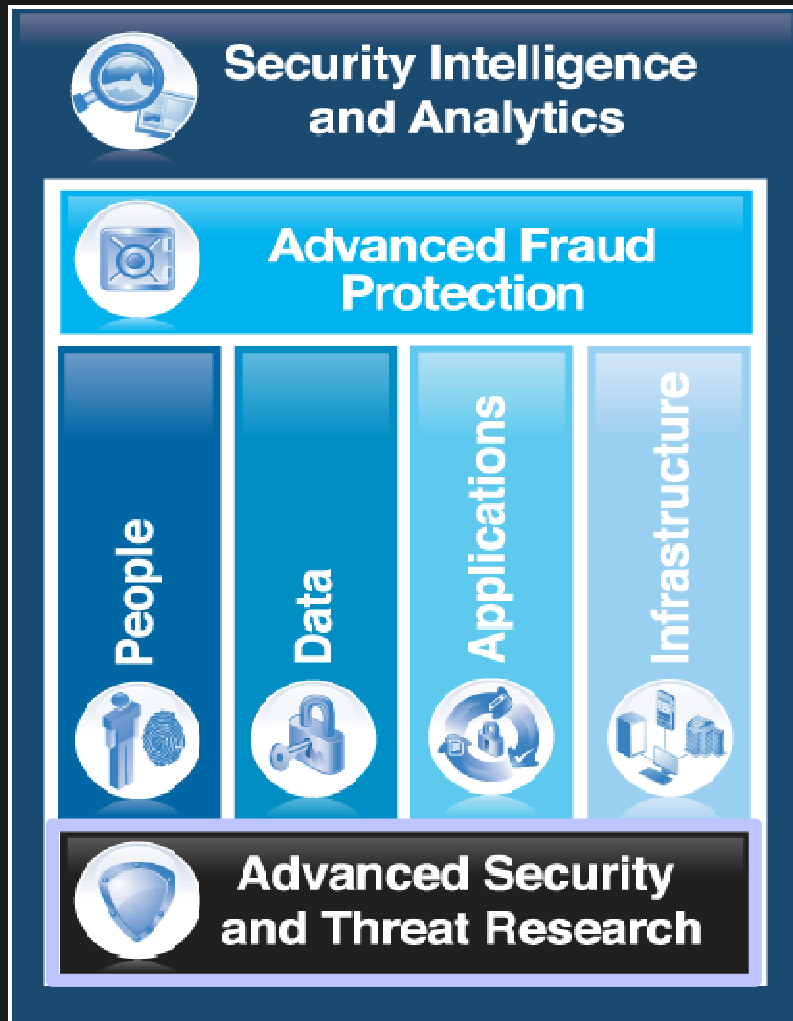 Security Intelligence
and Analytics
Advanced Fraud
Protection
People
Data
Applications
Infrastructure
Advanced Security
and Threat Research